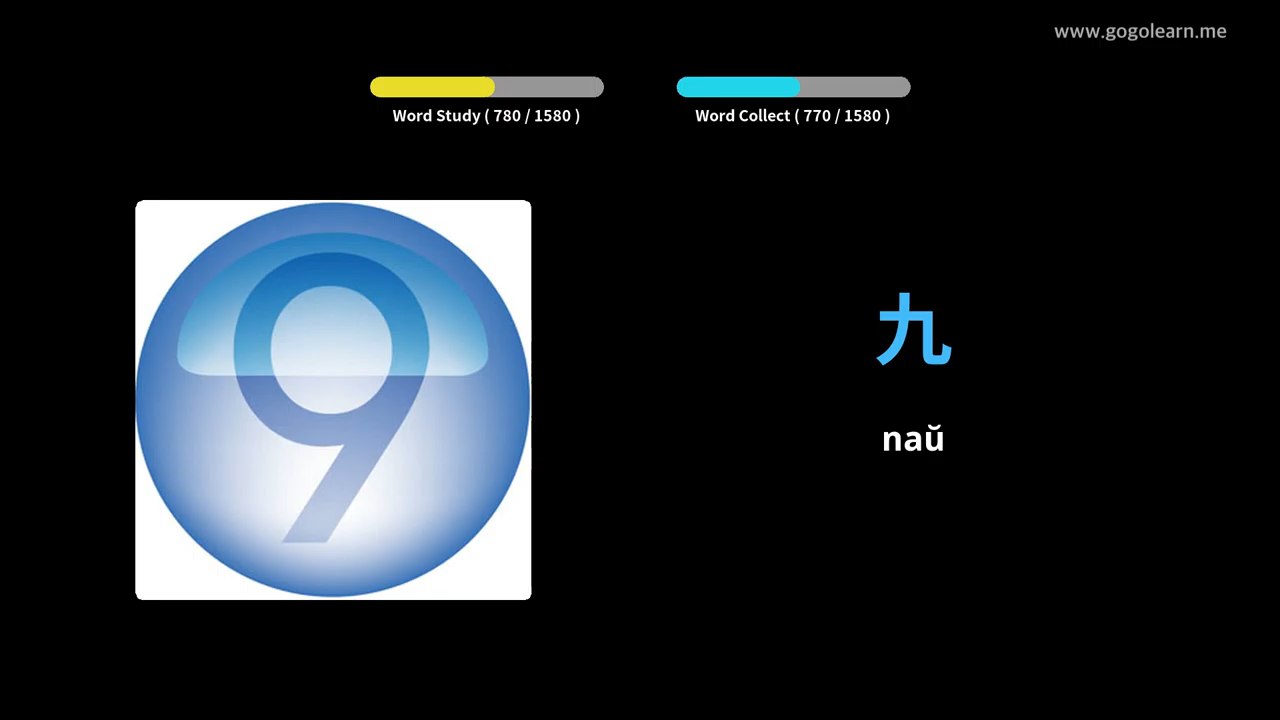 www.gogolearn.me
Word Study ( 780 / 1580 )
Word Collect ( 770 / 1580 )
9
九
naŭ